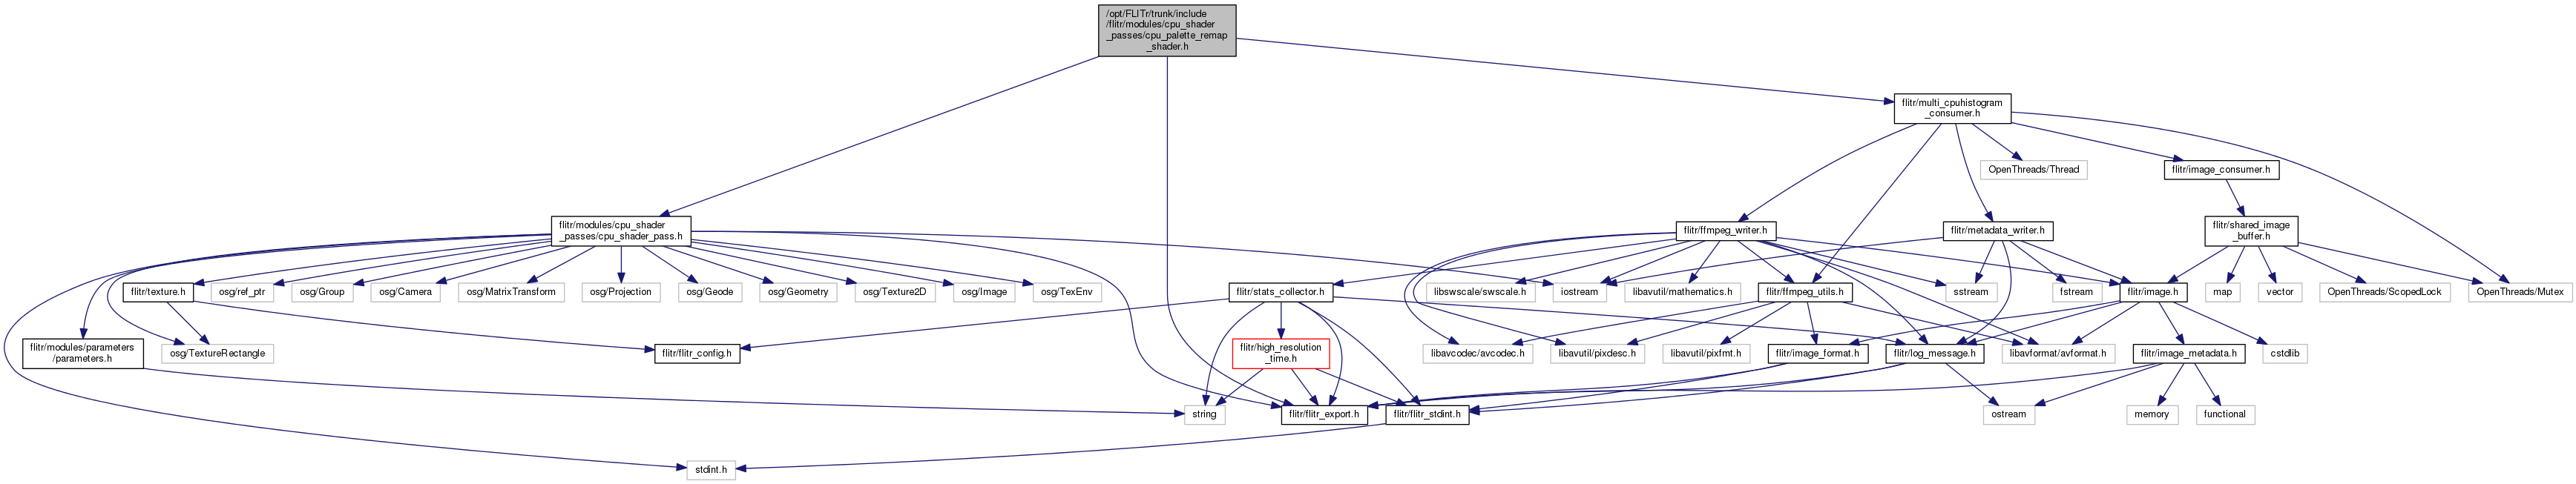 /opt/FLITr/trunk/include
/flitr/modules/cpu_shader
_passes/cpu_palette_remap
_shader.h
flitr/multi_cpuhistogram
_consumer.h
OpenThreads/Thread
flitr/image_consumer.h
flitr/modules/cpu_shader
_passes/cpu_shader_pass.h
flitr/ffmpeg_writer.h
flitr/metadata_writer.h
flitr/shared_image
_buffer.h
flitr/texture.h
osg/ref_ptr
osg/Group
osg/Camera
osg/MatrixTransform
osg/Projection
osg/Geode
osg/Geometry
osg/Texture2D
osg/Image
osg/TexEnv
flitr/stats_collector.h
libswscale/swscale.h
iostream
libavutil/mathematics.h
flitr/ffmpeg_utils.h
sstream
fstream
flitr/image.h
map
vector
OpenThreads/ScopedLock
OpenThreads/Mutex
flitr/modules/parameters
/parameters.h
osg/TextureRectangle
flitr/flitr_config.h
flitr/high_resolution
_time.h
libavcodec/avcodec.h
libavutil/pixdesc.h
libavutil/pixfmt.h
flitr/image_format.h
flitr/log_message.h
libavformat/avformat.h
flitr/image_metadata.h
cstdlib
string
flitr/flitr_export.h
flitr/flitr_stdint.h
ostream
memory
functional
stdint.h